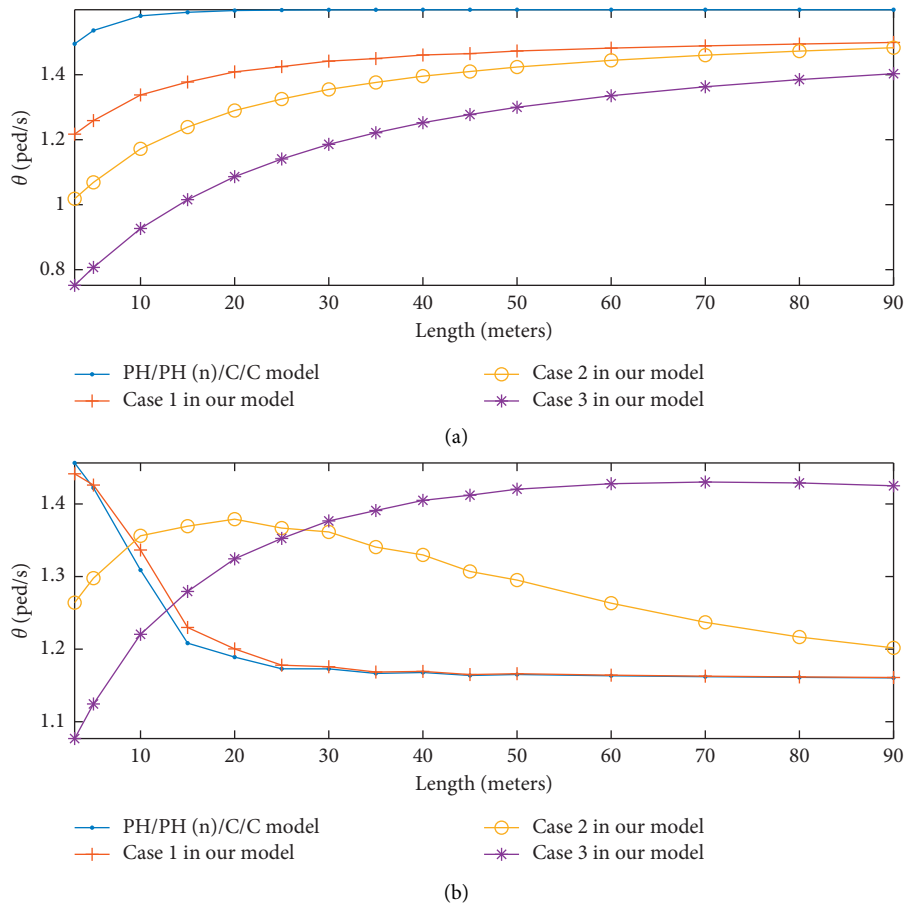 1.4
1.2
1
0.8
θ (ped/s)
10 20 30 40 50 60 70 80 90
Length (meters)
PH/PH (n)/C/C model
Case 1 in our model
Case 2 in our model
Case 3 in our model
(a)
1.4
1.3
1.2
1.1
θ (ped/s)
10 20 30 40 50 60 70 80 90
Length (meters)
PH/PH (n)/C/C model
Case 1 in our model
Case 2 in our model
Case 3 in our model
(b)